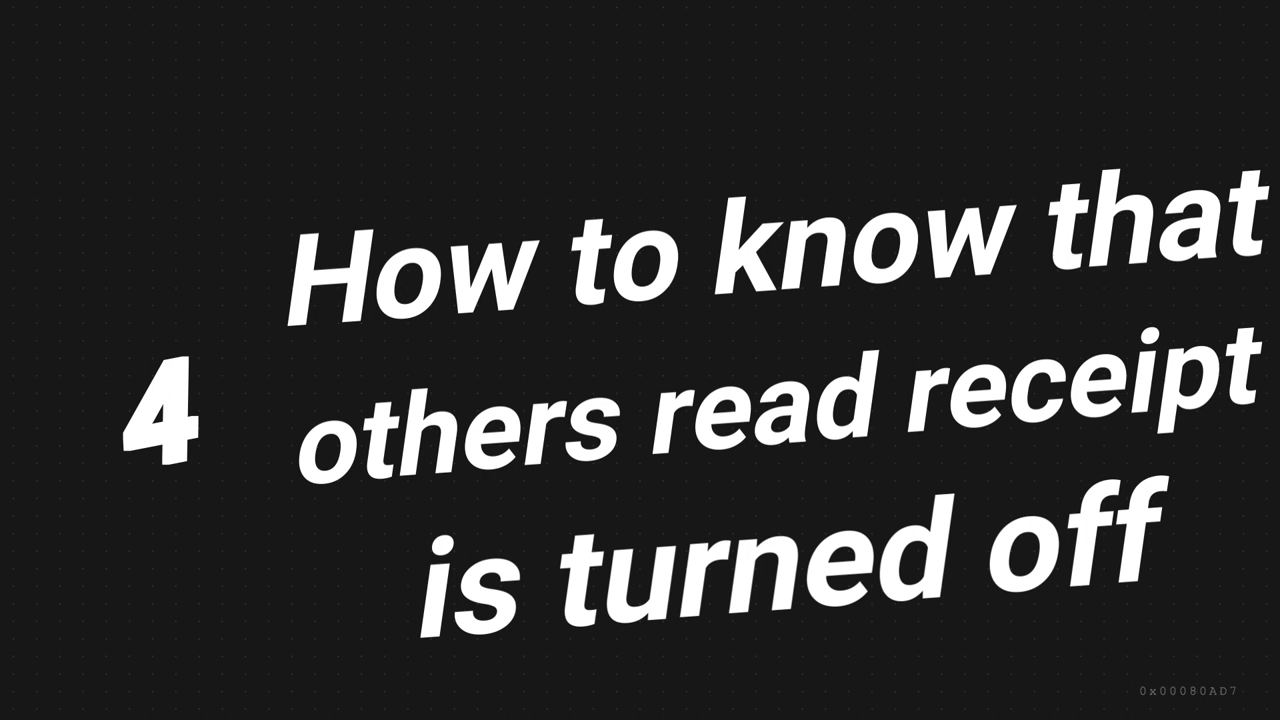 4
How to know that
others read receipt
is turned off
0x00080AD7